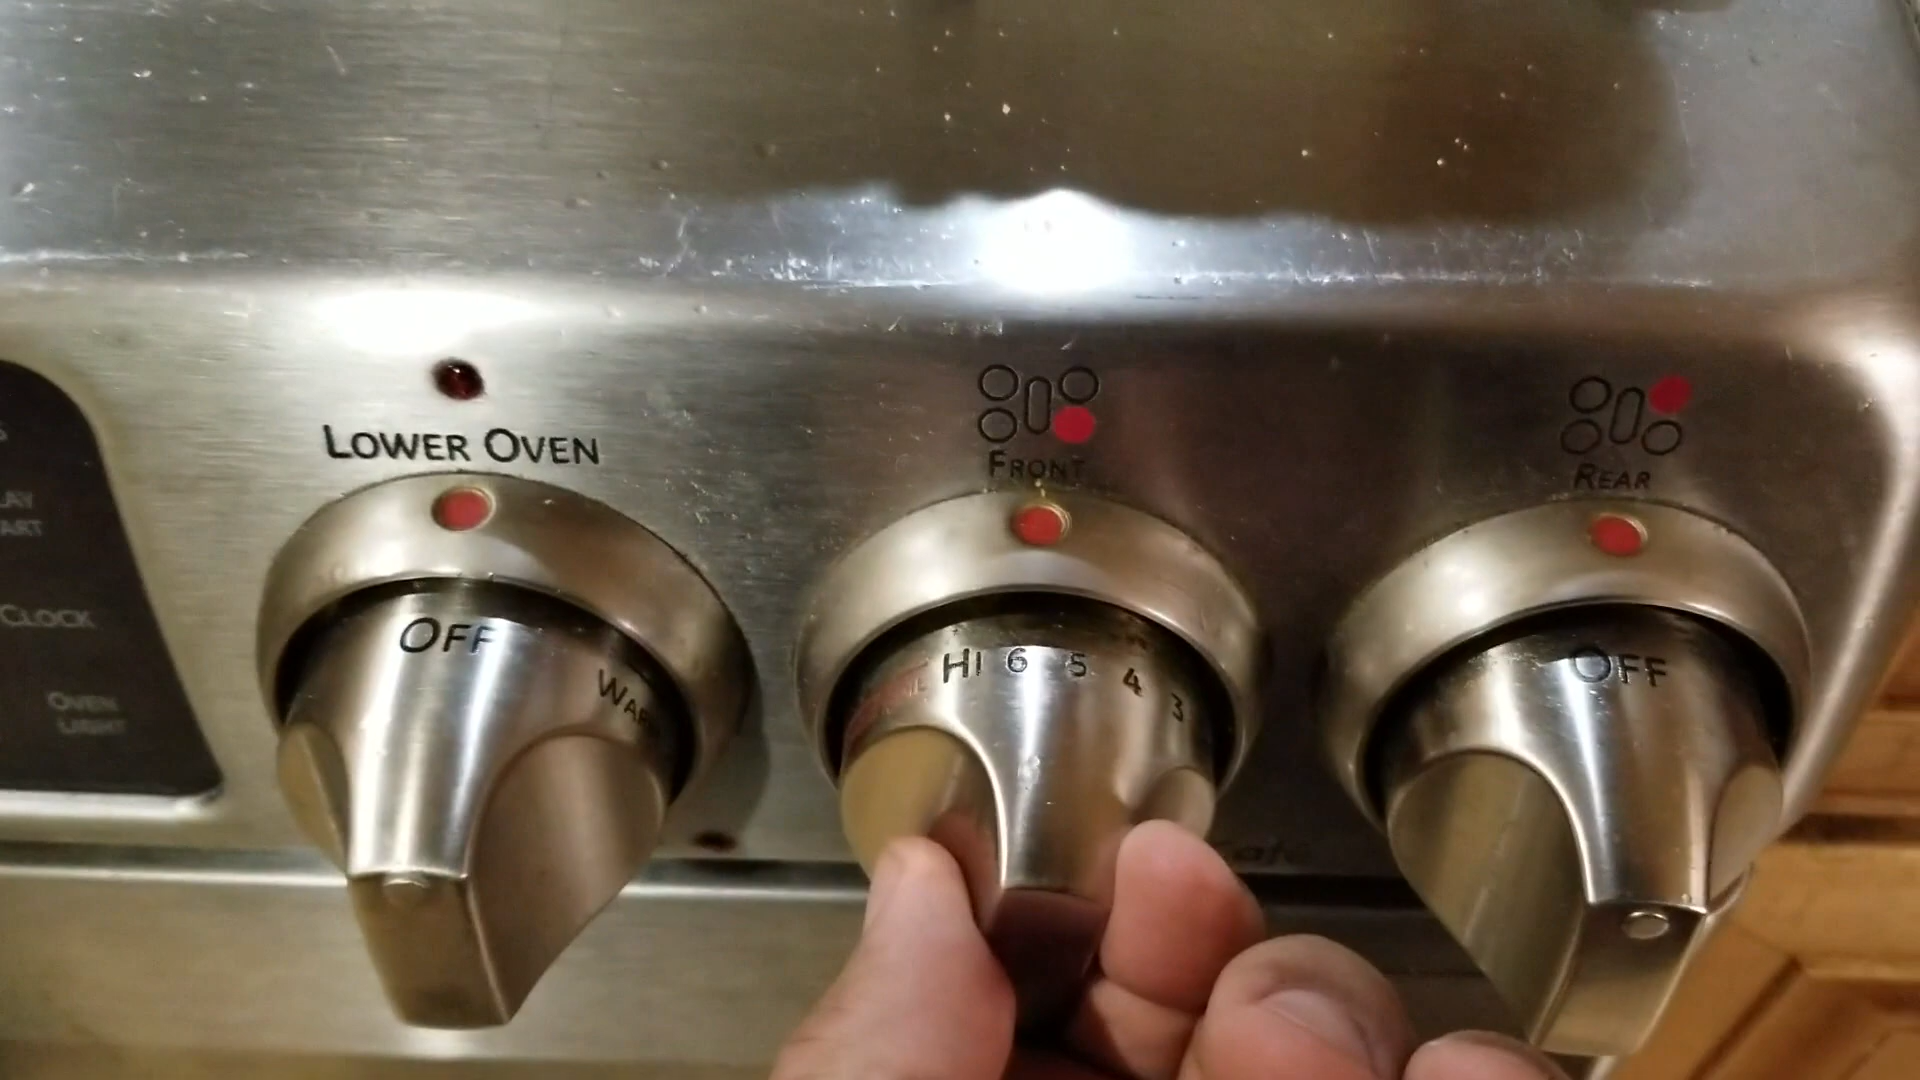 LOWER OVEN
FRONT
REAR
OFF
HI 6 5 4 3
OFF
CLOCK
OVEN
LIGHT